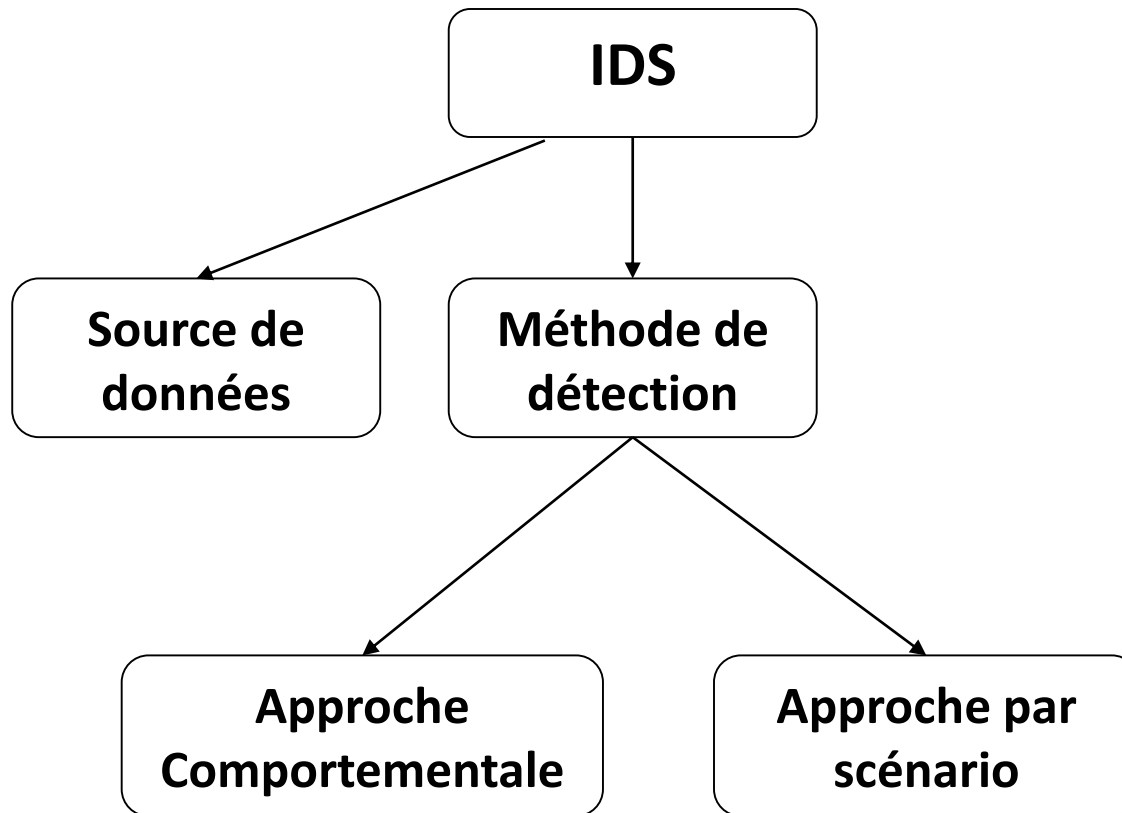 IDS
Source de
données
Méthode de
détection
Approche
Comportementale
Approche par
scénario